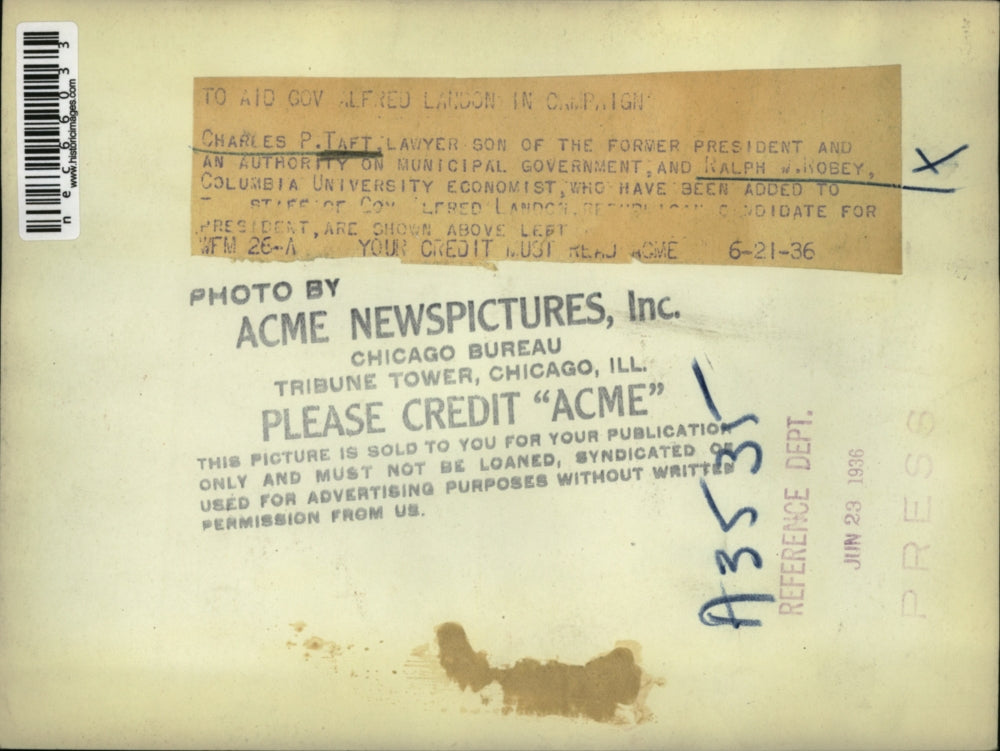 TO AID GOV ALFRED LANDON IN CAMPAIGN
CHARLES P. TAFT, LAWYER SON OF THE FORMER PRESIDENT AND
AN AUTHORITY ON MUNICIPAL GOVERNMENT, AND RALPH W. ROBEY,
COLUMBIA UNIVERSITY ECONOMIST, WHO HAVE BEEN ADDED TO
STAFF OF GOV ALFRED LANDON, REPUBLICAN CANDIDATE FOR
PRESIDENT, ARE SHOWN ABOVE LEFT
WFM 26-A YOUR CREDIT MUST READ ACME 6-21-36
X
PHOTO BY
ACME NEWSPICTURES, Inc.
CHICAGO BUREAU
TRIBUNE TOWER, CHICAGO, ILL.
PLEASE CREDIT "ACME"
THIS PICTURE IS SOLD TO YOU FOR YOUR PUBLICATION
ONLY AND MUST NOT BE LOANED, SYNDICATED OR
USED FOR ADVERTISING PURPOSES WITHOUT WRITTEN
PERMISSION FROM US.
REFERENCE DEPT.
JUN 23 1936
PRESS
www.historicimages.com